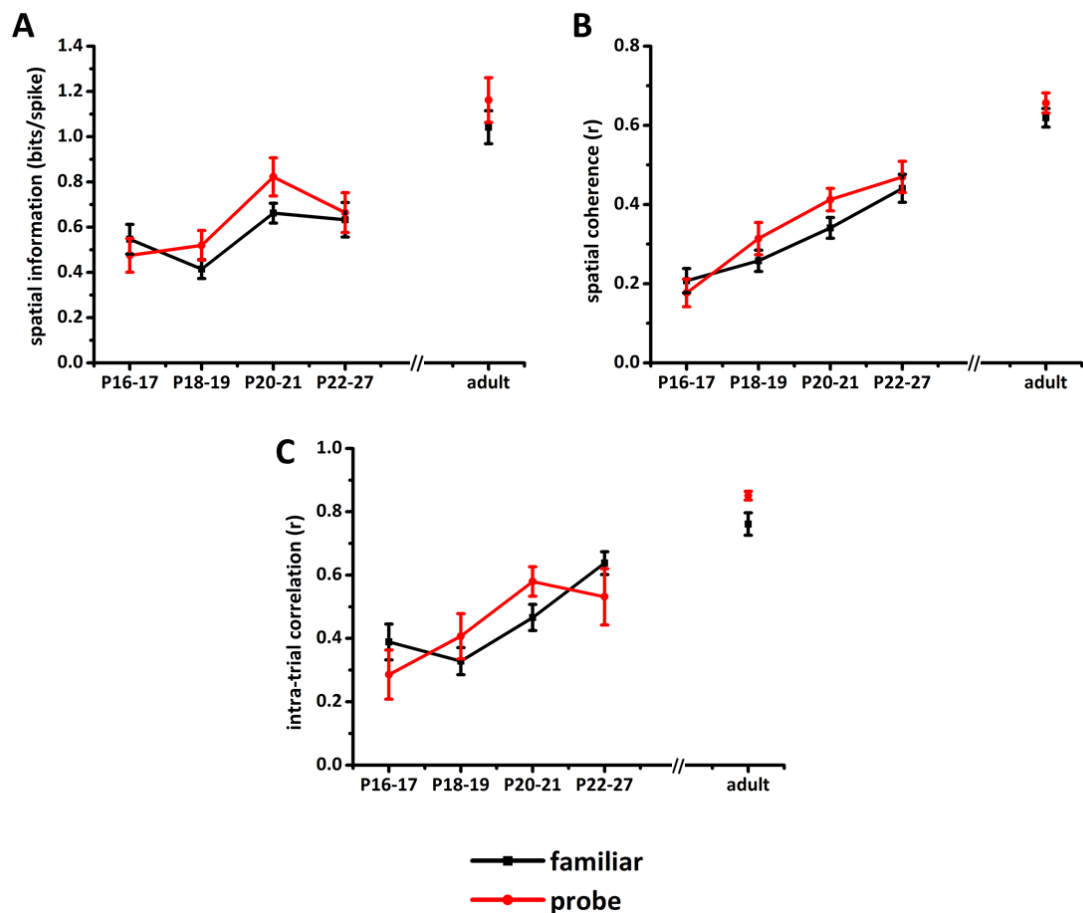 A
spatial information (bits/spike)
1.4
1.2
1.0
0.8
0.6
0.4
0.2
0.0
P16-17 P18-19 P20-21 P22-27 // adult
B
spatial coherence (r)
0.8
0.6
0.4
0.2
0.0
P16-17 P18-19 P20-21 P22-27 // adult
C
intra-trial correlation (r)
1.0
0.8
0.6
0.4
0.2
0.0
P16-17 P18-19 P20-21 P22-27 // adult
familiar
probe